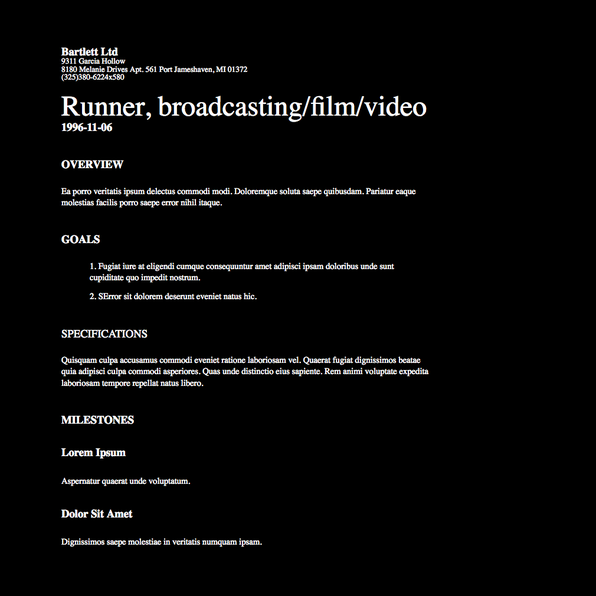 Bartlett Ltd
9311 Garcia Hollow
8180 Melanie Drives Apt. 561 Port Jameshaven, MI 01372
(325)380-6224x580
Runner, broadcasting/film/video
1996-11-06
OVERVIEW
Ea porro veritatis ipsum delectus commodi modi. Doloremque soluta saepe quibusdam. Pariatur eaque
molestias facilis porro saepe error nihil itaque.
GOALS
1. Fugiat iure at eligendi cumque consequuntur amet adipisci ipsam doloribus unde sunt
cupiditate quo impedit nostrum.
2. SError sit dolorem deserunt eveniet natus hic.
SPECIFICATIONS
Quisquam culpa accusamus commodi eveniet ratione laboriosam vel. Quaerat fugiat dignissimos beatae
quia adipisci culpa commodi asperiores. Quas unde distinctio eius sapiente. Rem animi voluptate expedita
laboriosam tempore repellat natus libero.
MILESTONES
Lorem Ipsum
Aspernatur quaerat unde voluptatum.
Dolor Sit Amet
Dignissimos saepe molestiae in veritatis numquam ipsam.